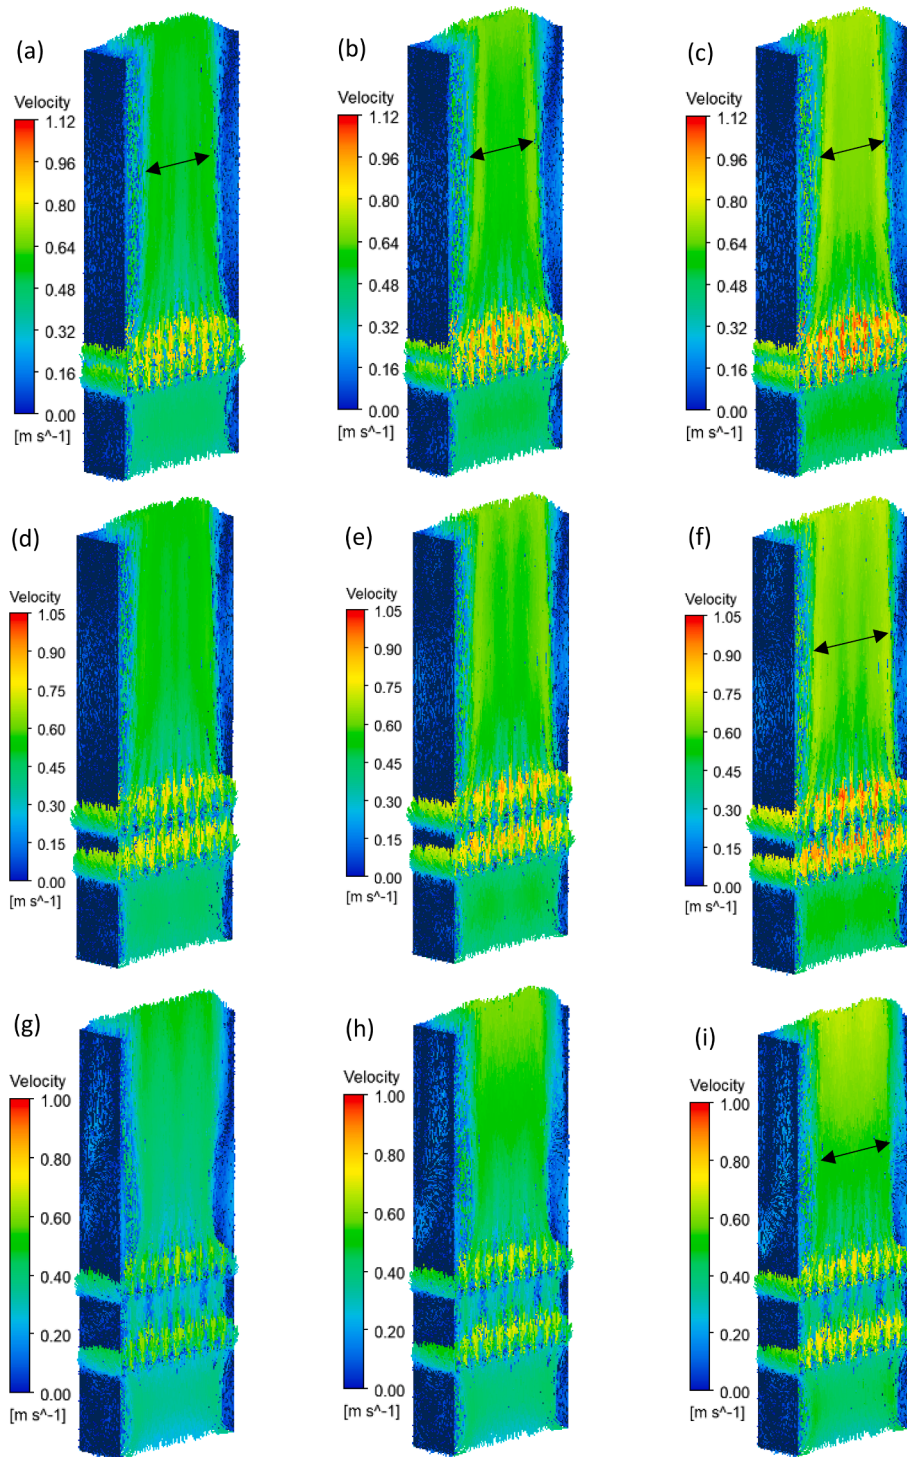 (a)
Velocity
1.12
0.96
0.80
0.64
0.48
0.32
0.16
0.00
[m s^-1]
(b)
Velocity
1.12
0.96
0.80
0.64
0.48
0.32
0.16
0.00
[m s^-1]
(c)
Velocity
1.12
0.96
0.80
0.64
0.48
0.32
0.16
0.00
[m s^-1]
(d)
Velocity
1.05
0.90
0.75
0.60
0.45
0.30
0.15
0.00
[m s^-1]
(e)
Velocity
1.05
0.90
0.75
0.60
0.45
0.30
0.15
0.00
[m s^-1]
(f)
Velocity
1.05
0.90
0.75
0.60
0.45
0.30
0.15
0.00
[m s^-1]
(g)
Velocity
1.00
0.80
0.60
0.40
0.20
0.00
[m s^-1]
(h)
Velocity
1.00
0.80
0.60
0.40
0.20
0.00
[m s^-1]
(i)
Velocity
1.00
0.80
0.60
0.40
0.20
0.00
[m s^-1]